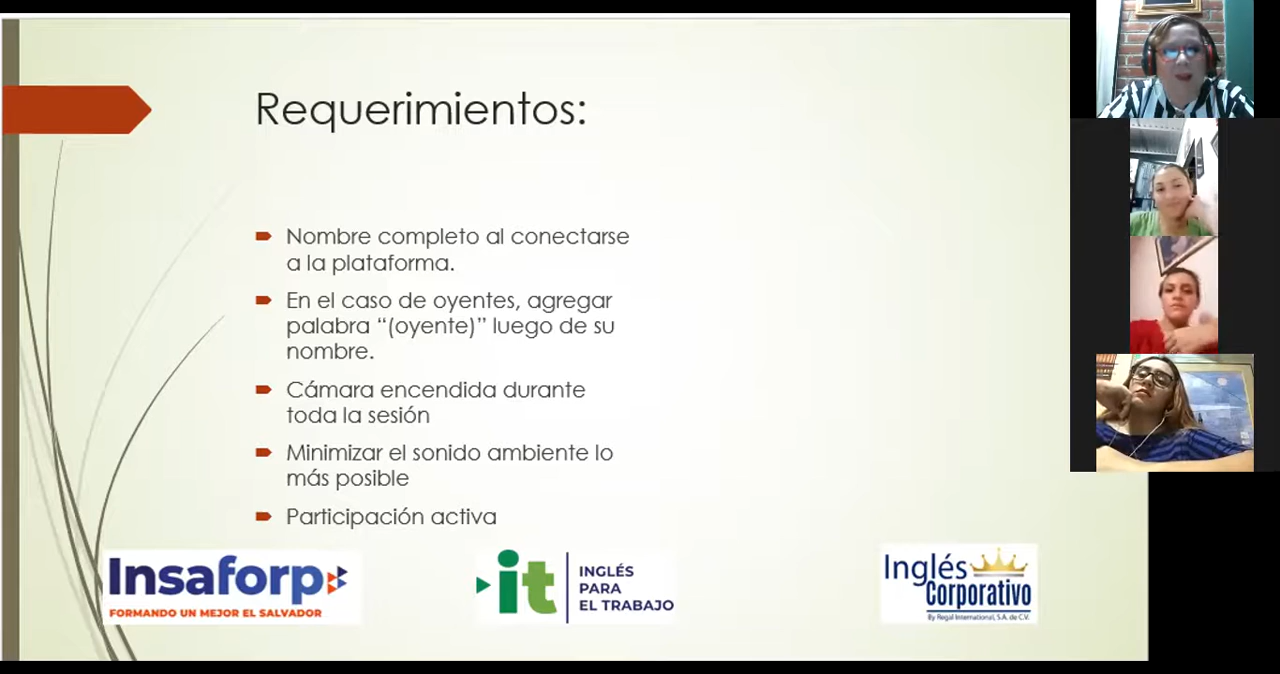 Requerimientos:
Nombre completo al conectarse
a la plataforma.
En el caso de oyentes, agregar
palabra “(oyente)” luego de su
nombre.
Cámara encendida durante
toda la sesión
Minimizar el sonido ambiente lo
más posible
Participación activa
Insaforp
FORMANDO UN MEJOR EL SALVADOR
it
INGLÉS
PARA
EL TRABAJO
Inglés
Corporativo
By Regal International, S.A. de C.V.